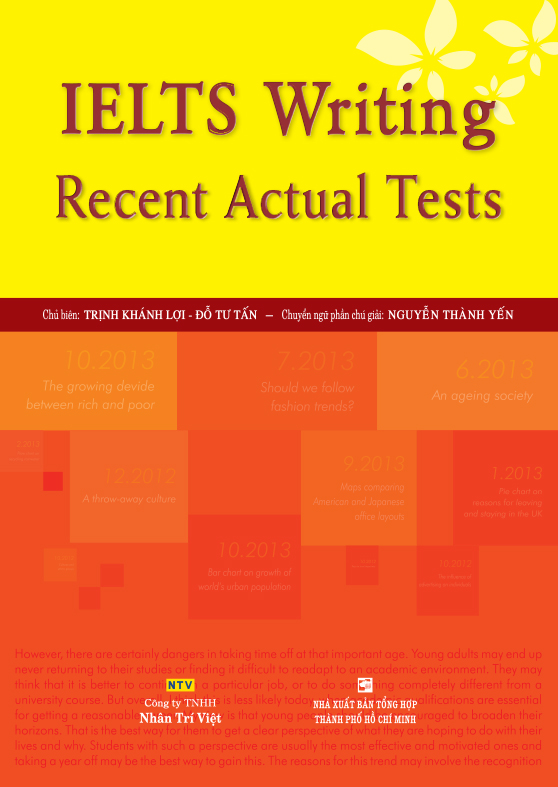 IELTS Writing
Recent Actual Tests
Chủ biên: TRỊNH KHÁNH LỢI - ĐỖ TƯ TẤN – Chuyển ngữ phần chú giải: NGUYỄN THÀNH YẾN
10.2013
The growing devide
between rich and poor
7.2013
Should we follow
fashion trends?
6.2013
An ageing society
12.2012
A throw-away culture
9.2013
Maps comparing
American and Japanese
office layouts
1.2013
Pie chart on
reasons for leaving
and staying in the UK
10.2013
Bar chart on growth of
world's urban population
10.2012
The influence of
However, there are certainly dangers in taking time off at that important age. Young adults may end up
never returning to their studies or finding it difficult to readapt to an academic environment. They may
think that it is better to a particular job, or to do completely different from a
university course. But is less likely qualifications are essential
for getting a reasonable is that young to broaden their
horizons. That is the best way for them to get a clear perspective of what they are hoping to do with their
lives and why. Students with such a perspective are usually the most effective and motivated ones and
taking a year off may be the best way to gain this. The reasons for this trend may involve the recognition
NTV
Công ty TNHH
Nhân Trí Việt
NHÀ XUẤT BẢN TỔNG HỢP
THÀNH PHỐ HỒ CHÍ MINH